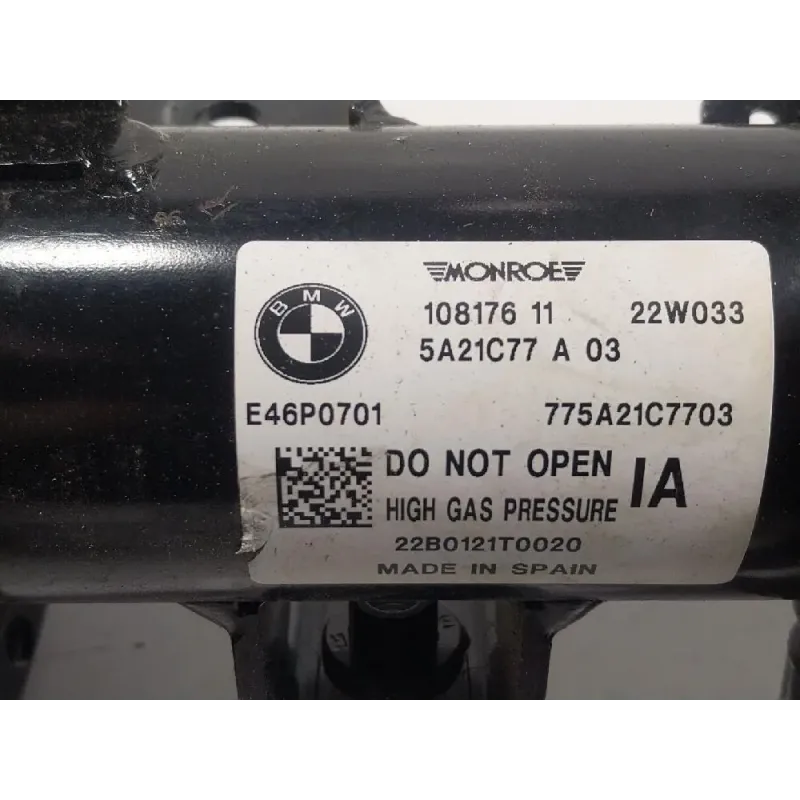 MONROE
BMW
108176 11 22W033
5A21C77 A 03
E46P0701 775A21C7703
DO NOT OPEN IA
HIGH GAS PRESSURE
22B0121T0020
MADE IN SPAIN